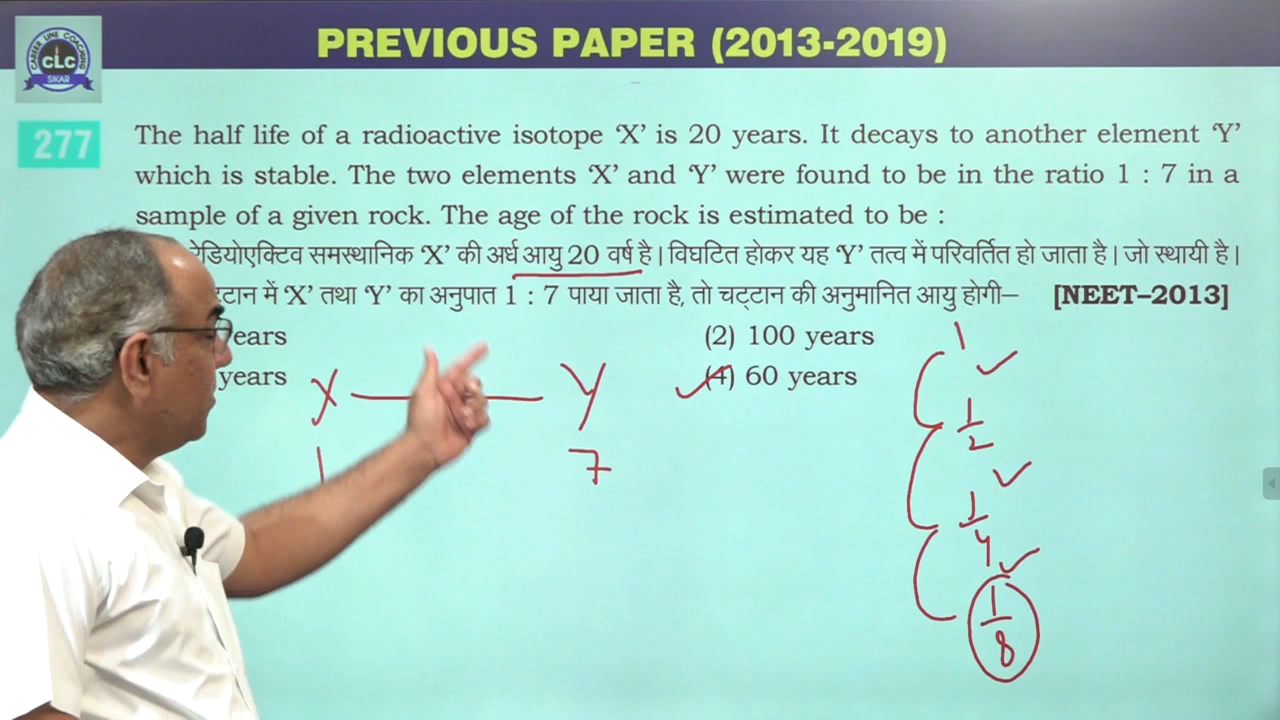 PREVIOUS PAPER (2013-2019)
CAREER LINE COACHING
CLC
SIKAR
277
The half life of a radioactive isotope ‘X’ is 20 years. It decays to another element ‘Y’
which is stable. The two elements ‘X’ and ‘Y’ were found to be in the ratio 1 : 7 in a
sample of a given rock. The age of the rock is estimated to be :
समस्थानिक ‘X’ की अर्ध आयु 20 वर्ष है। विघटित होकर यह ‘Y’ तत्व में परिवर्तित हो जाता है। जो स्थायी है।
में ‘X’ तथा ‘Y’ का अनुपात 1 : 7 पाया जाता है, तो चट्टान की अनुमानित आयु होगी– [NEET–2013]
years (2) 100 years
years (4) 60 years
X Y
1 7
1
1/2
1/4
1/8